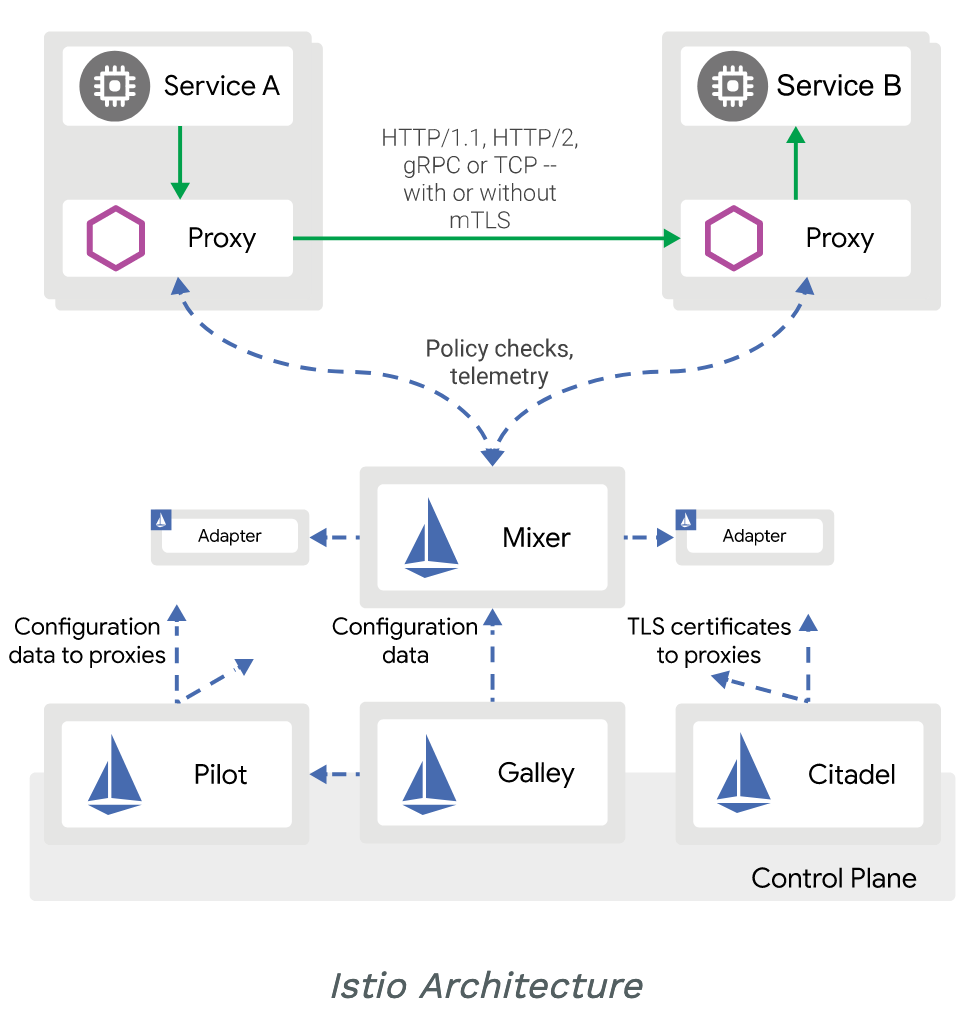 Service A
Service B
HTTP/1.1, HTTP/2,
gRPC or TCP --
with or without
mTLS
Proxy
Proxy
Policy checks,
telemetry
Adapter
Mixer
Adapter
Configuration
data to proxies
Configuration
data
TLS certificates
to proxies
Pilot
Galley
Citadel
Control Plane
Istio Architecture